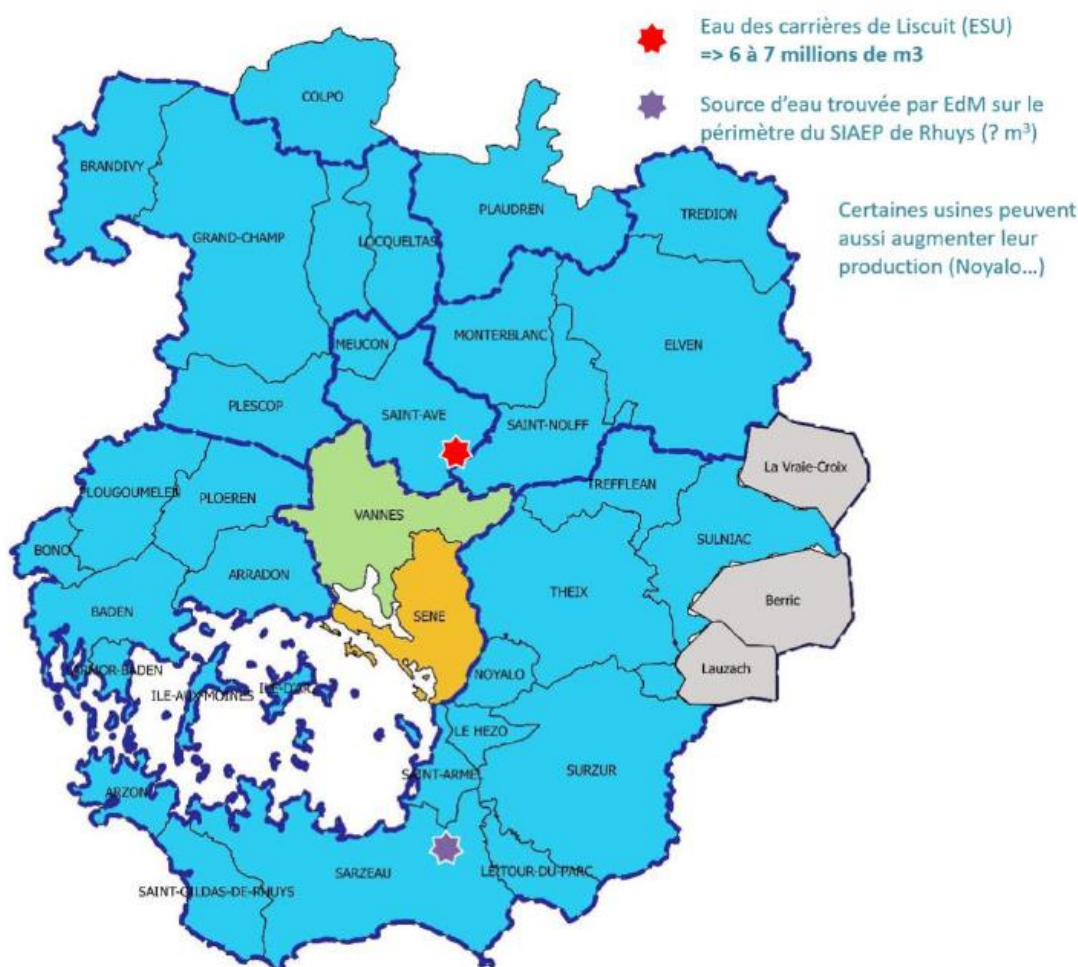 Eau des carrières de Liscuit (ESU)
=> 6 à 7 millions de m3
Source d'eau trouvée par EdM sur le
périmètre du SIAEP de Rhuys (? m³)
Certaines usines peuvent
aussi augmenter leur
production (Noyalo...)
COLPO
BRANDIVY
PLAUDREN
TREDION
GRAND-CHAMP
LOCQUELTAS
MONTERBLANC
MEUCON
ELVEN
PLESCOP
SAINT-AVE
SAINT-NOLFF
La Vraie-Croix
PLOUGOUMELEN
PLOEREN
TREFFLEAN
VANNES
SULNIAC
BONO
ARRADON
THEIX
Berric
BADEN
SENE
LARMOR-BADEN
Lauzach
NOYALO
ILE-AUX-MOINES
ILE-D'ARZ
LE HEZO
SAINT-ARMEL
SURZUR
ARZON
SARZEAU
LE-TOUR-DU-PARC
SAINT-GILDAS-DE-RHUYS